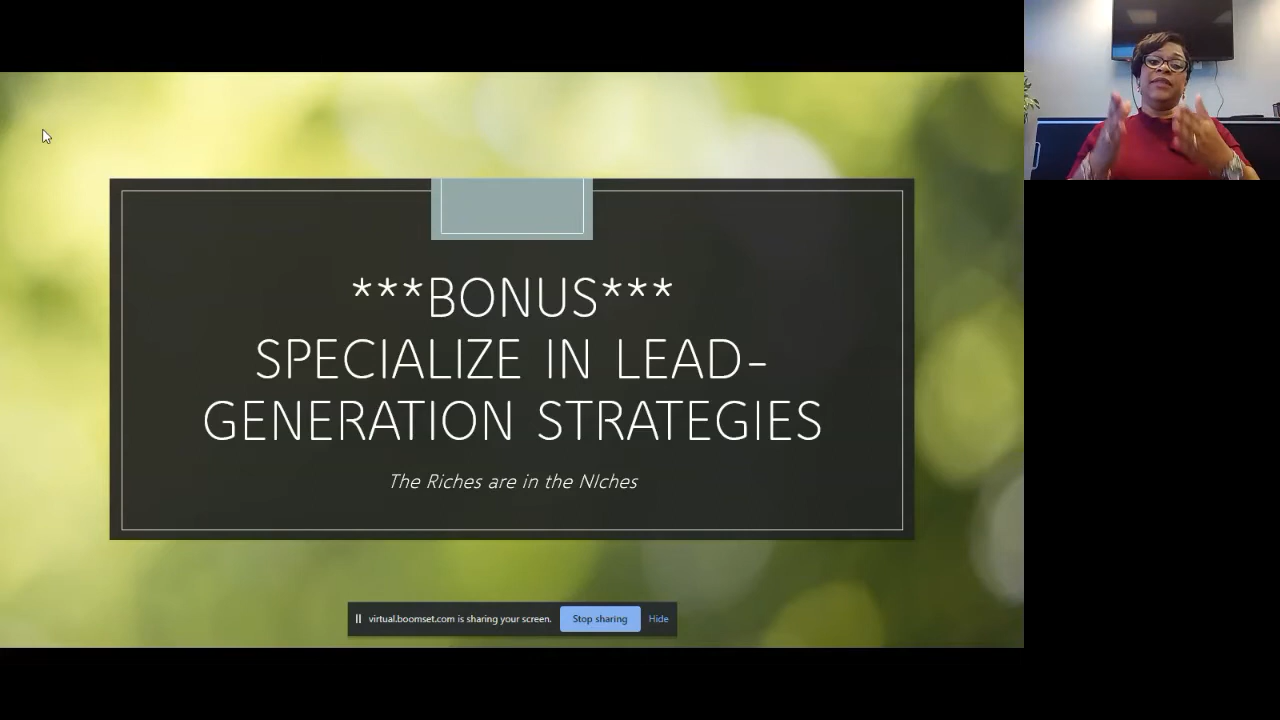 ***BONUS***
SPECIALIZE IN LEAD-
GENERATION STRATEGIES
The Riches are in the NIches
virtual.boomset.com is sharing your screen. Stop sharing Hide